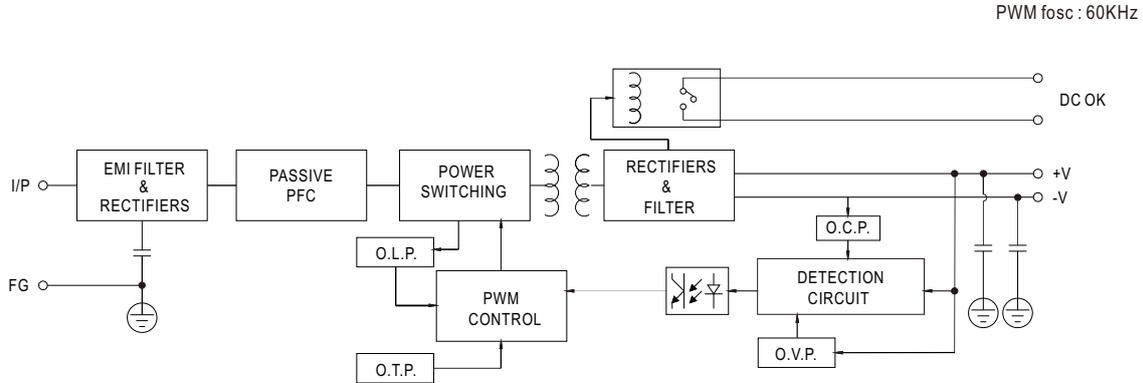 PWM fosc : 60KHz
DC OK
I/P
EMI FILTER
&
RECTIFIERS
PASSIVE
PFC
POWER
SWITCHING
RECTIFIERS
&
FILTER
+V
-V
O.C.P.
O.L.P.
FG
PWM
CONTROL
DETECTION
CIRCUIT
O.V.P.
O.T.P.